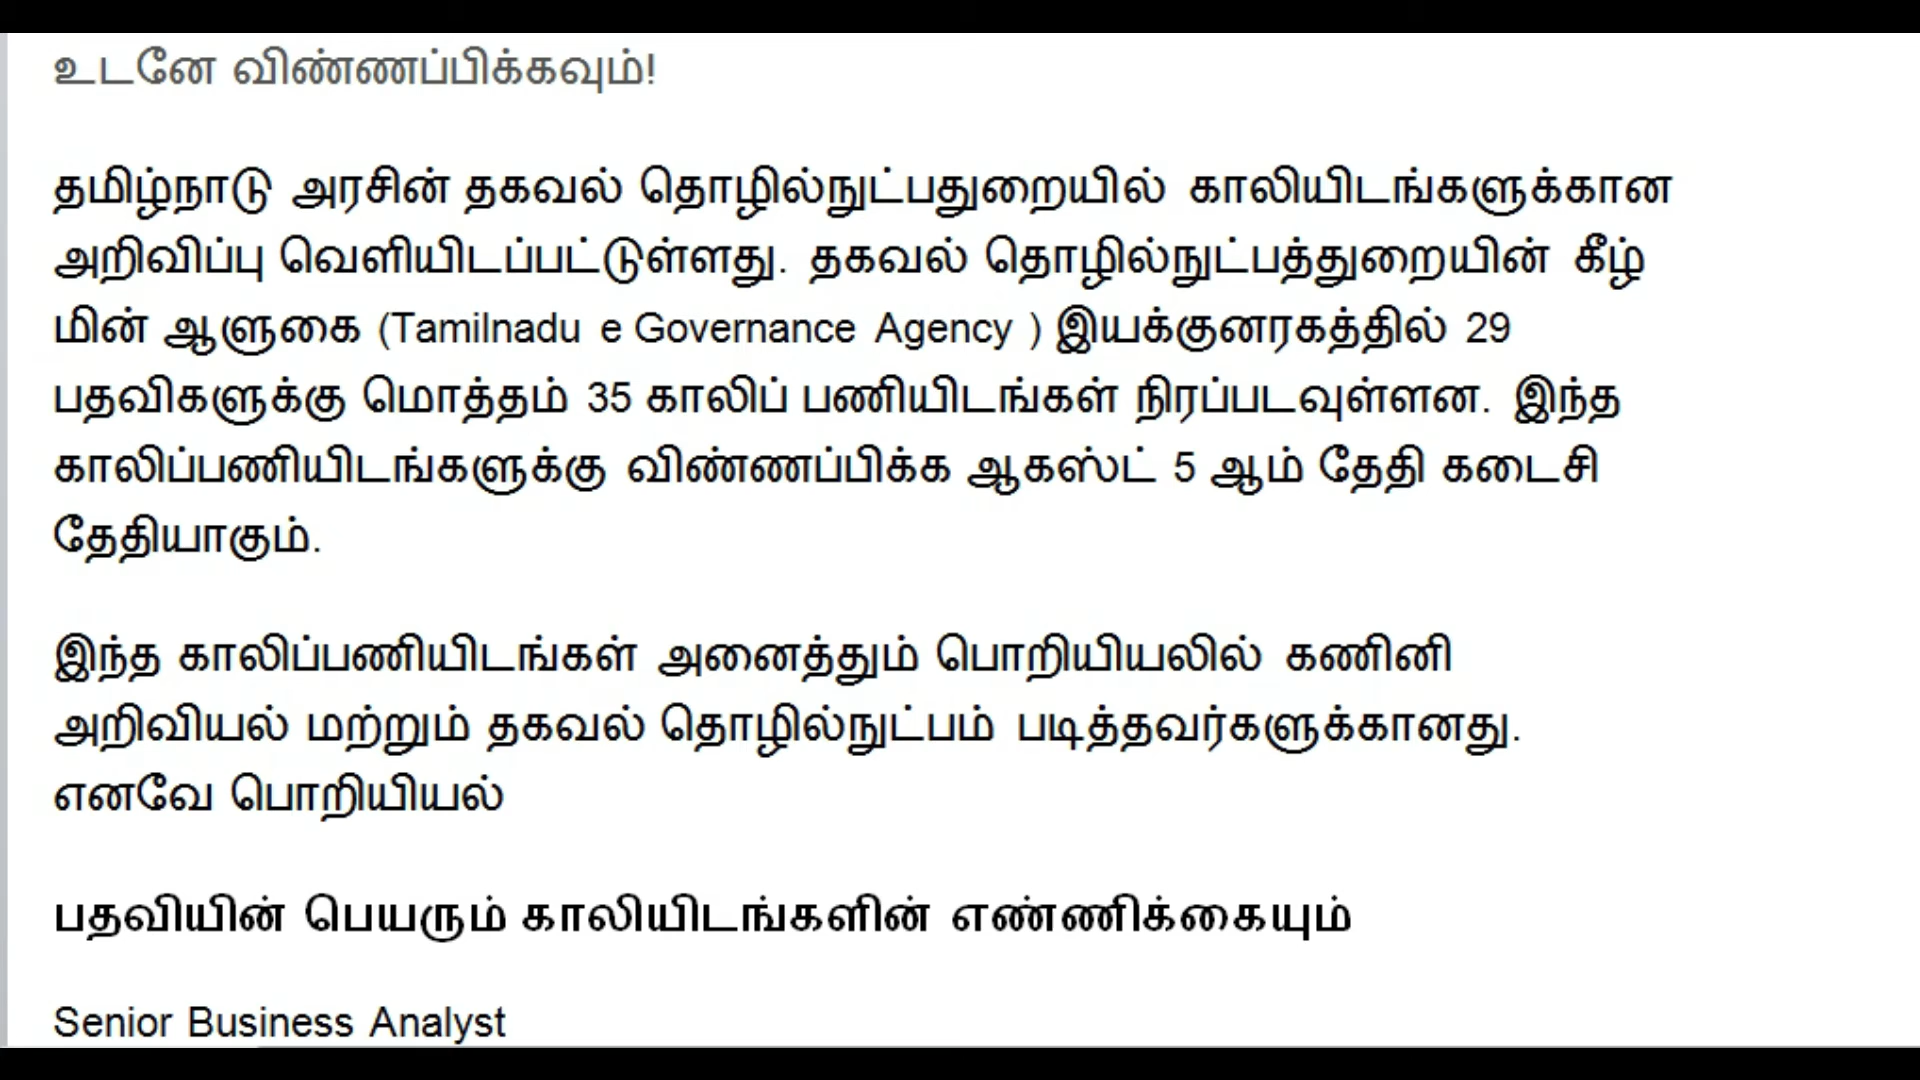 உடனே விண்ணப்பிக்கவும்!
தமிழ்நாடு அரசின் தகவல் தொழில்நுட்பதுறையில் காலியிடங்களுக்கான
அறிவிப்பு வெளியிடப்பட்டுள்ளது. தகவல் தொழில்நுட்பத்துறையின் கீழ்
மின் ஆளுகை (Tamilnadu e Governance Agency ) இயக்குனரகத்தில் 29
பதவிகளுக்கு மொத்தம் 35 காலிப் பணியிடங்கள் நிரப்படவுள்ளன. இந்த
காலிப்பணியிடங்களுக்கு விண்ணப்பிக்க ஆகஸ்ட் 5 ஆம் தேதி கடைசி
தேதியாகும்.
இந்த காலிப்பணியிடங்கள் அனைத்தும் பொறியியலில் கணினி
அறிவியல் மற்றும் தகவல் தொழில்நுட்பம் படித்தவர்களுக்கானது.
எனவே பொறியியல்
பதவியின் பெயரும் காலியிடங்களின் எண்ணிக்கையும்
Senior Business Analyst